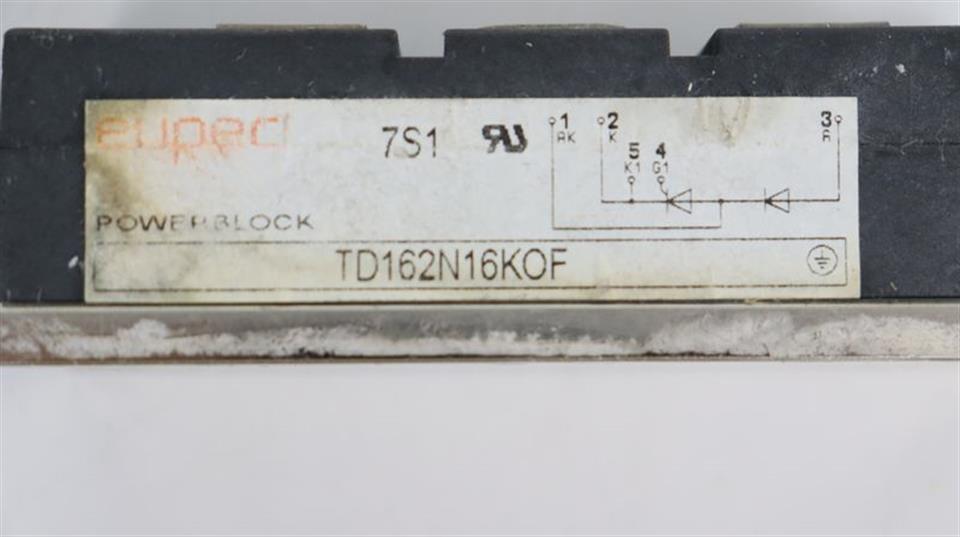 eupec
7S1
1 2 3
AK K A
5 4
K1 G1
POWERBLOCK
TD162N16KOF